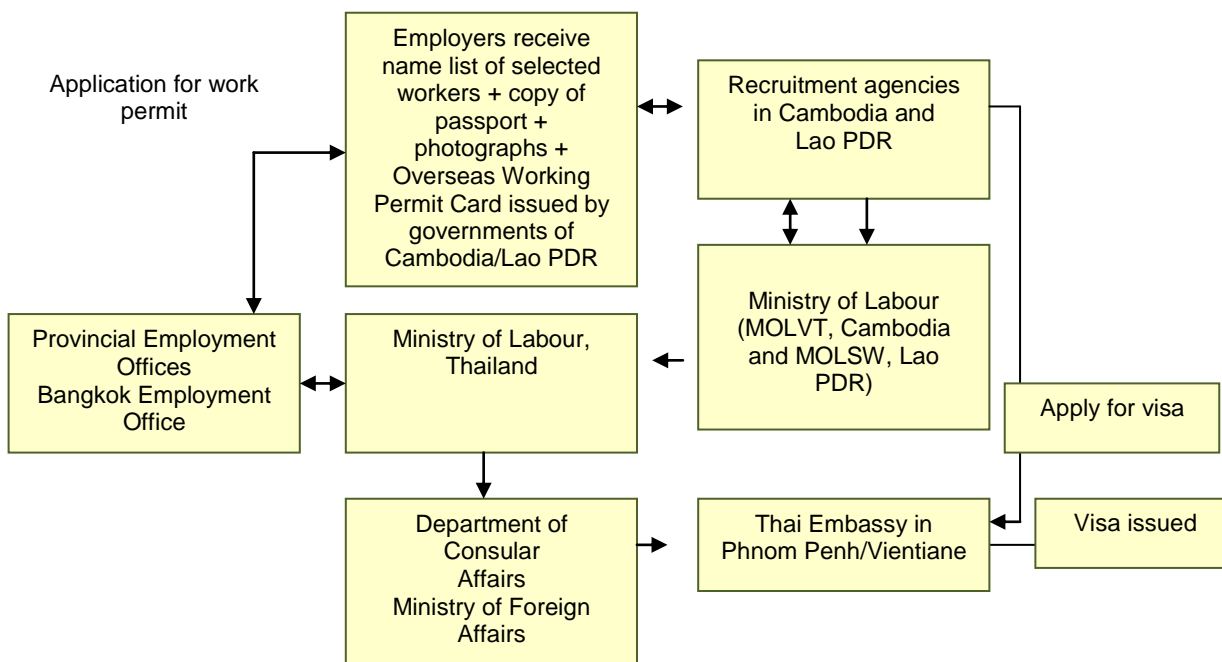 Application for work
permit
Employers receive
name list of selected
workers + copy of
passport +
photographs +
Overseas Working
Permit Card issued by
governments of
Cambodia/Lao PDR
Recruitment agencies
in Cambodia and
Lao PDR
Provincial Employment
Offices
Bangkok Employment
Office
Ministry of Labour,
Thailand
Ministry of Labour
(MOLVT, Cambodia
and MOLSW, Lao
PDR)
Apply for visa
Department of
Consular
Affairs
Ministry of Foreign
Affairs
Thai Embassy in
Phnom Penh/Vientiane
Visa issued